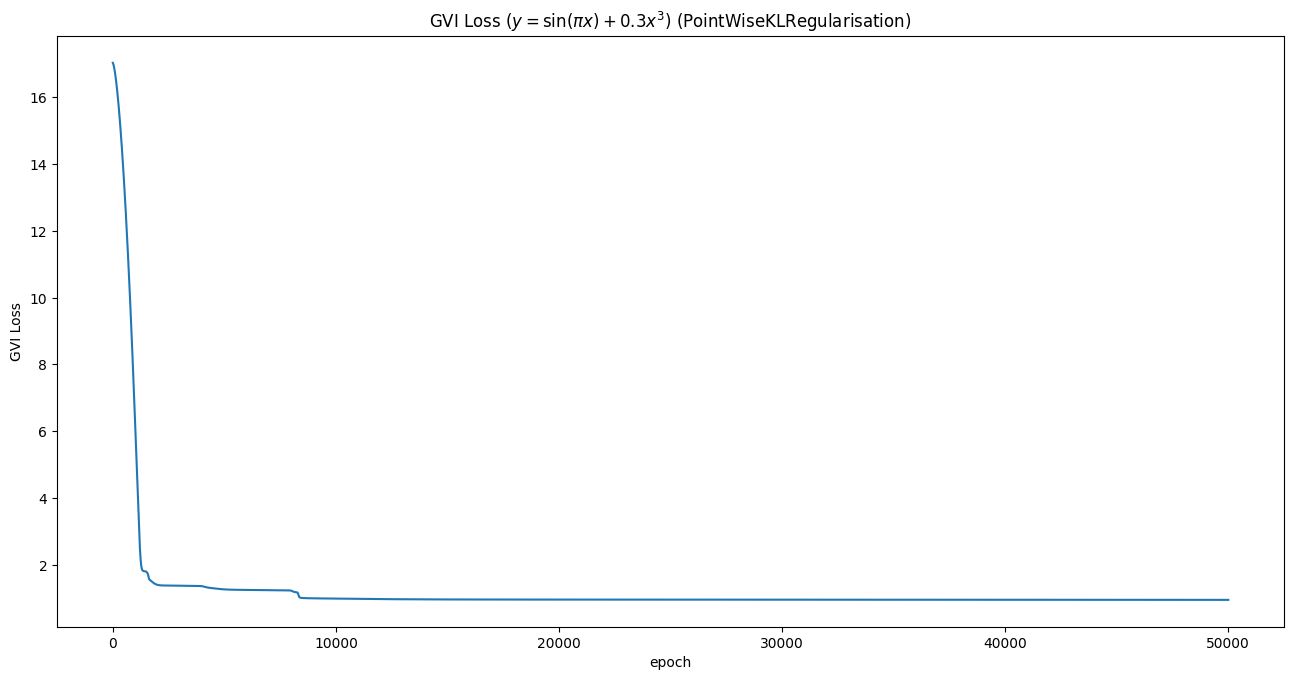 GVI Loss (y = sin(πx) + 0.3x³) (PointWiseKLRegularisation)
16
14
12
10
8
6
4
2
GVI Loss
0 10000 20000 30000 40000 50000
epoch